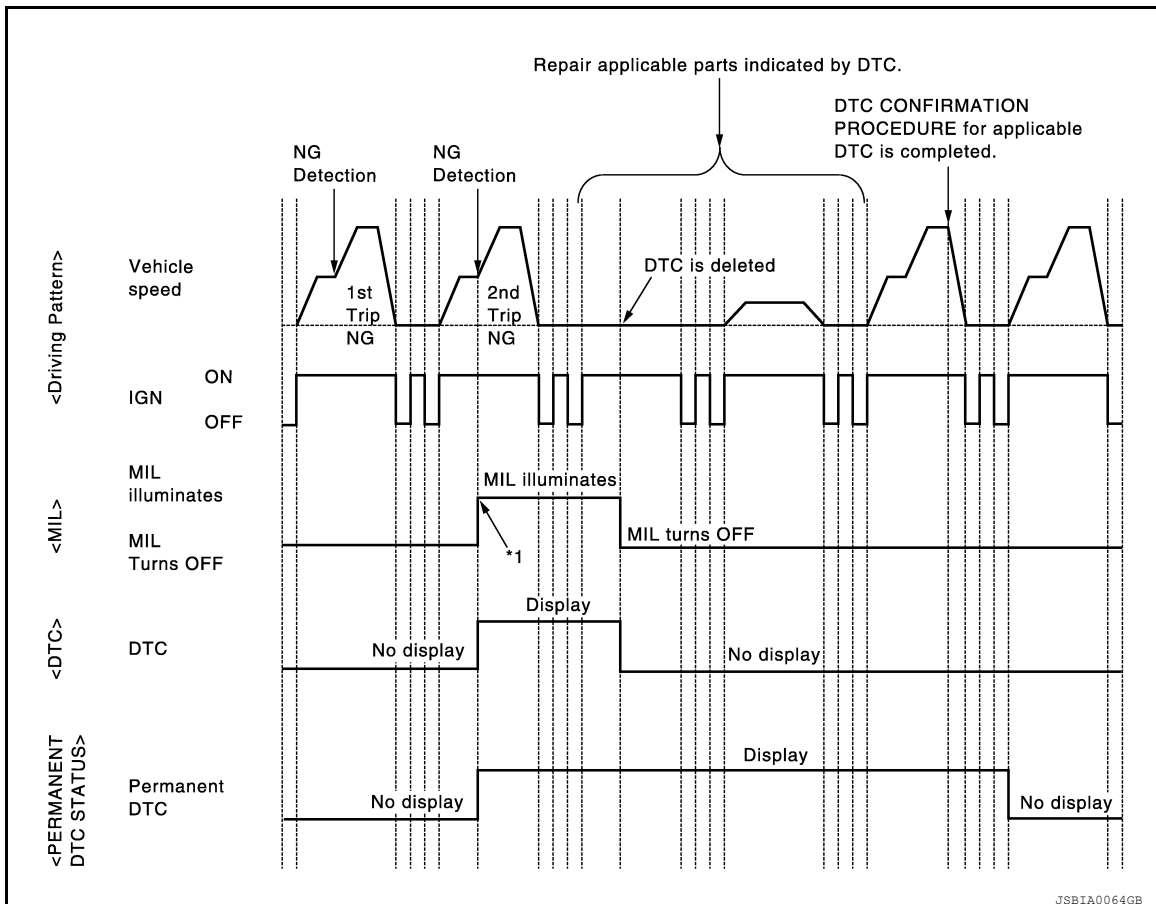 Repair applicable parts indicated by DTC.
DTC CONFIRMATION
PROCEDURE for applicable
DTC is completed.
NG
Detection
NG
Detection
<Driving Pattern>
Vehicle
speed
1st
Trip
NG
2nd
Trip
NG
DTC is deleted
IGN
ON
OFF
<MIL>
MIL
illuminates
MIL
Turns OFF
MIL illuminates
*1
MIL turns OFF
<DTC>
DTC
No display
Display
No display
<PERMANENT
DTC STATUS>
Permanent
DTC
No display
Display
No display
JSBIA0064GB